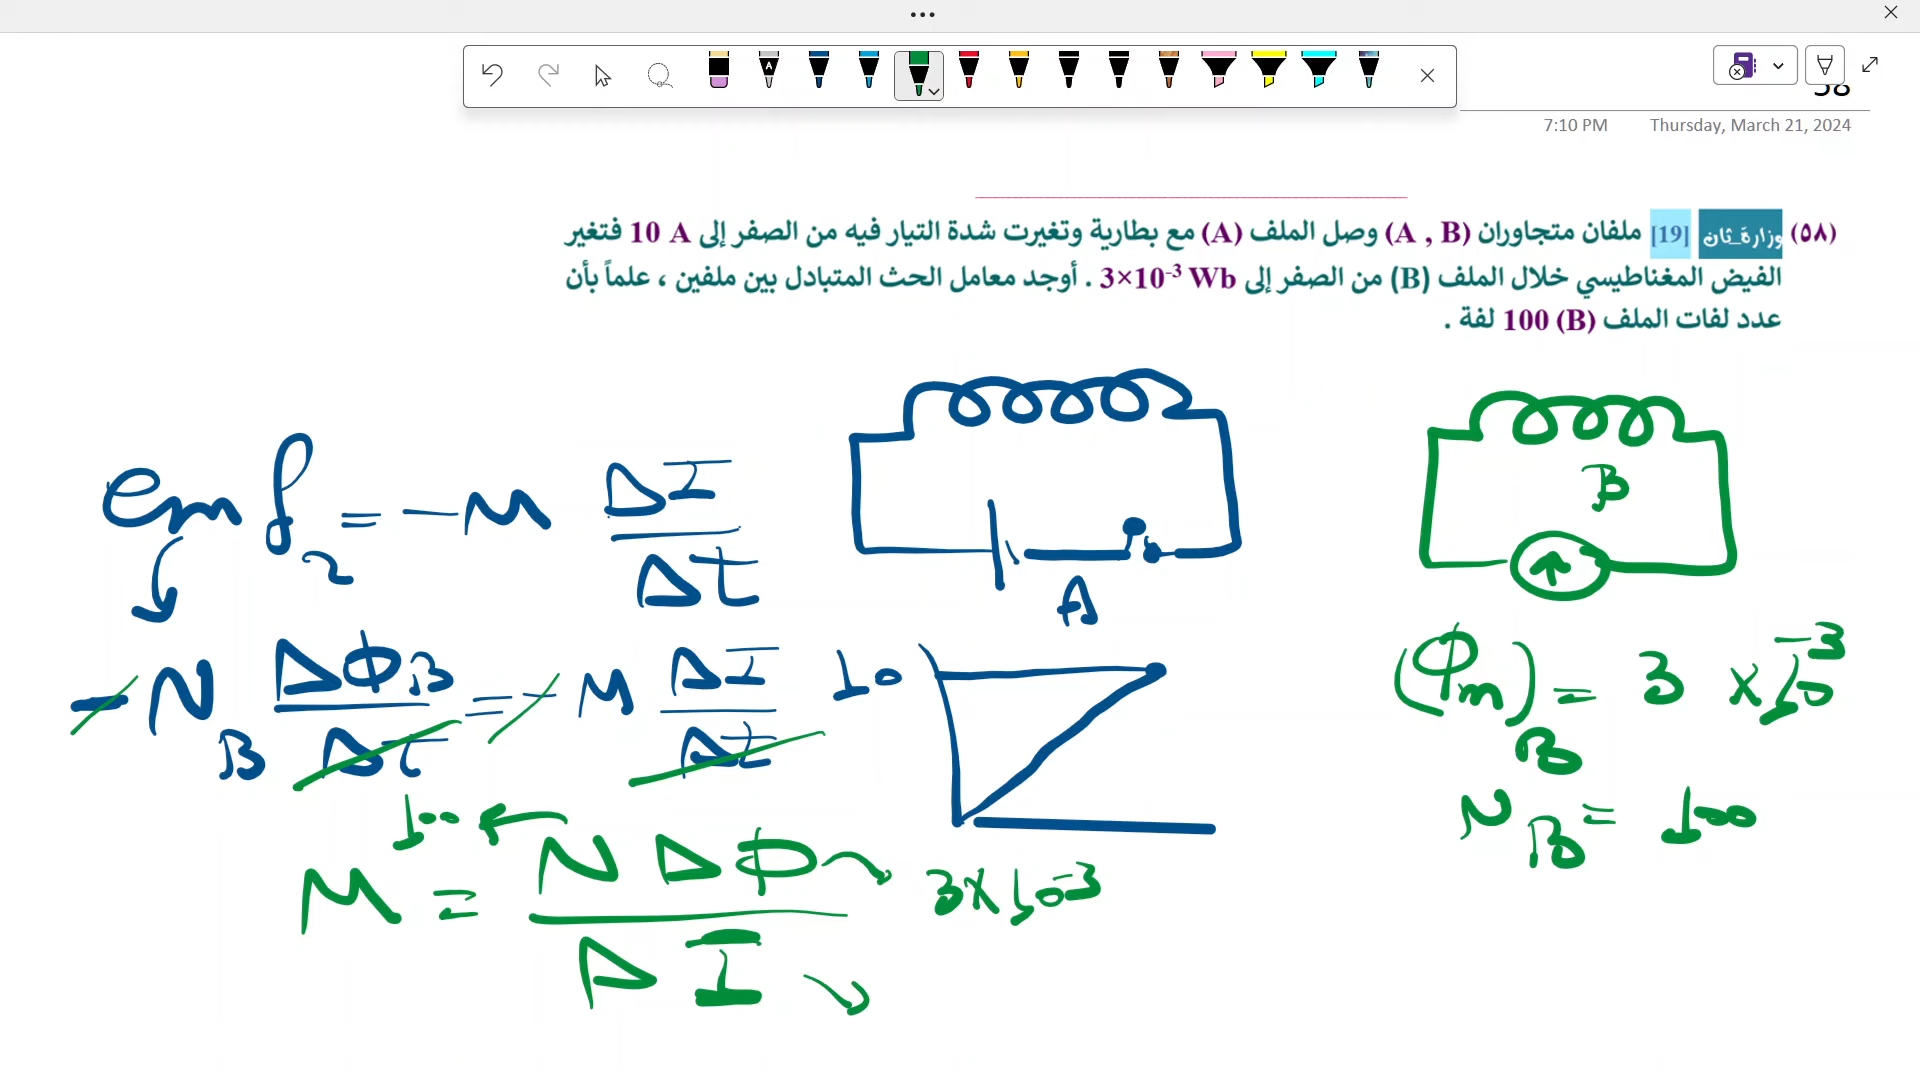 58
7:10 PM Thursday, March 21, 2024
(٥٨) وزارة_ثان [19] ملفان متجاوران (A , B) وصل الملف (A) مع بطارية وتغيرت شدة التيار فيه من الصفر إلى 10 A فتغير
الفيض المغناطيسي خلال الملف (B) من الصفر إلى 3×10⁻³ Wb . أوجد معامل الحث المتبادل بين ملفين ، علماً بأن
عدد لفات الملف (B) 100 لفة .
emf₂ = -M ΔI/Δt
A
B
-N_B Δφ_B/Δt = -M ΔI/Δt
10
(φm)_B = 3 × 10⁻³
N_B = 100
100
M = N Δφ/ΔI
3×10⁻³